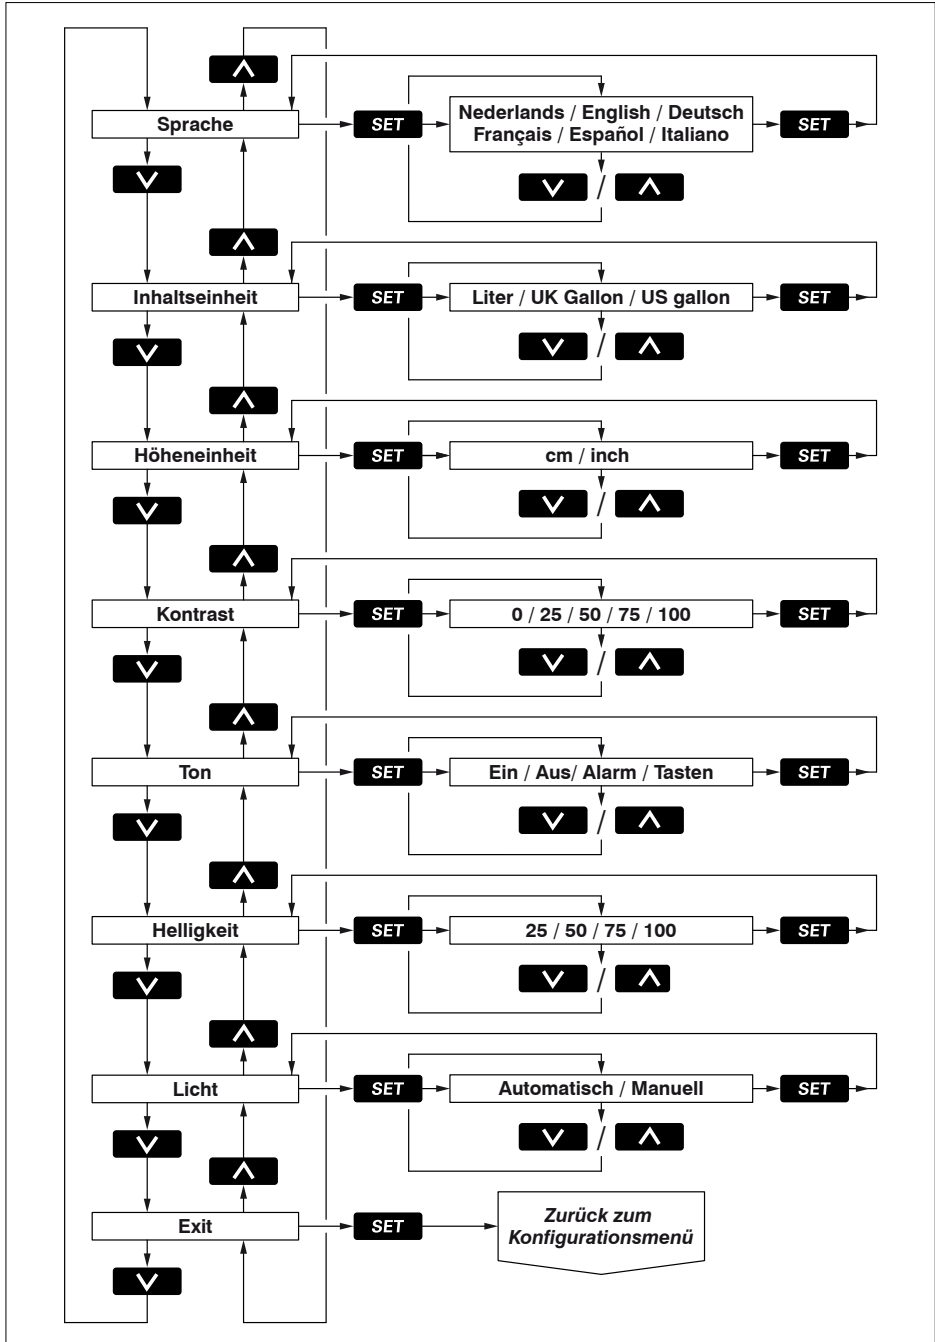 Sprache
SET
Nederlands / English / Deutsch
Français / Español / Italiano
SET
/
Inhaltseinheit
SET
Liter / UK Gallon / US gallon
SET
/
Höheneinheit
SET
cm / inch
SET
/
Kontrast
SET
0 / 25 / 50 / 75 / 100
SET
/
Ton
SET
Ein / Aus/ Alarm / Tasten
SET
/
Helligkeit
SET
25 / 50 / 75 / 100
SET
/
Licht
SET
Automatisch / Manuell
SET
/
Exit
SET
Zurück zum
Konfigurationsmenü